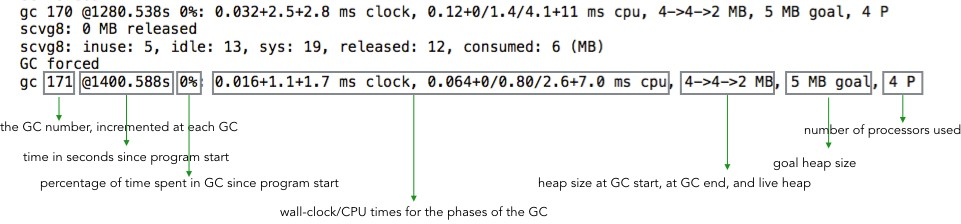 gc 170 @1280.538s 0%: 0.032+2.5+2.8 ms clock, 0.12+0/1.4/4.1+11 ms cpu, 4->4->2 MB, 5 MB goal, 4 P
scvg8: 0 MB released
scvg8: inuse: 5, idle: 13, sys: 19, released: 12, consumed: 6 (MB)
GC forced
gc 171 @1400.588s 0%: 0.016+1.1+1.7 ms clock, 0.064+0/0.80/2.6+7.0 ms cpu, 4->4->2 MB, 5 MB goal, 4 P
the GC number, incremented at each GC
number of processors used
time in seconds since program start
goal heap size
percentage of time spent in GC since program start
heap size at GC start, at GC end, and live heap
wall-clock/CPU times for the phases of the GC